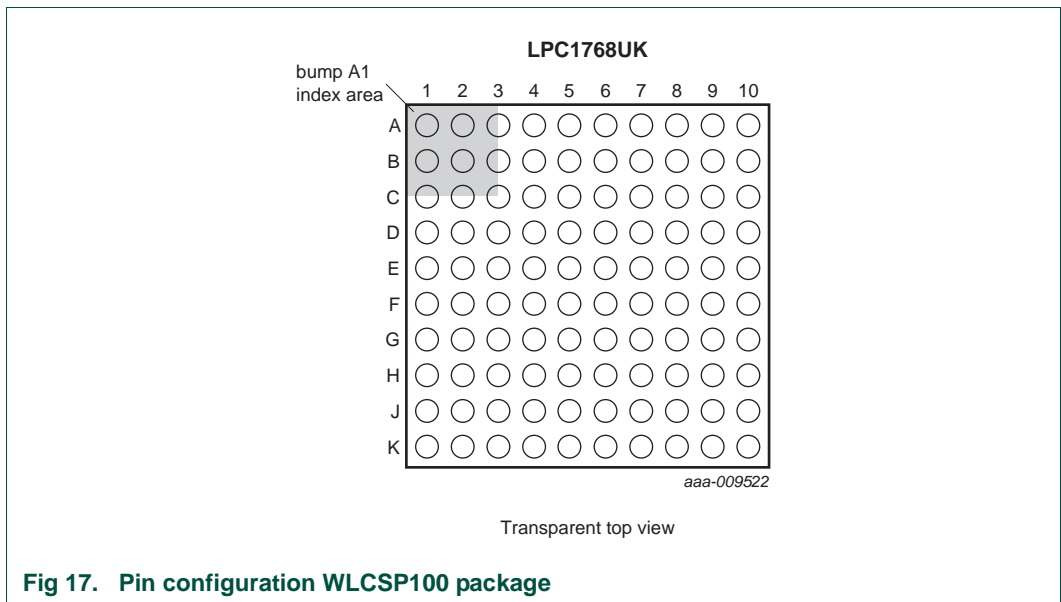 LPC1768UK
bump A1
index area
1 2 3 4 5 6 7 8 9 10
A
B
C
D
E
F
G
H
J
K
aaa-009522
Transparent top view
Fig 17. Pin configuration WLCSP100 package